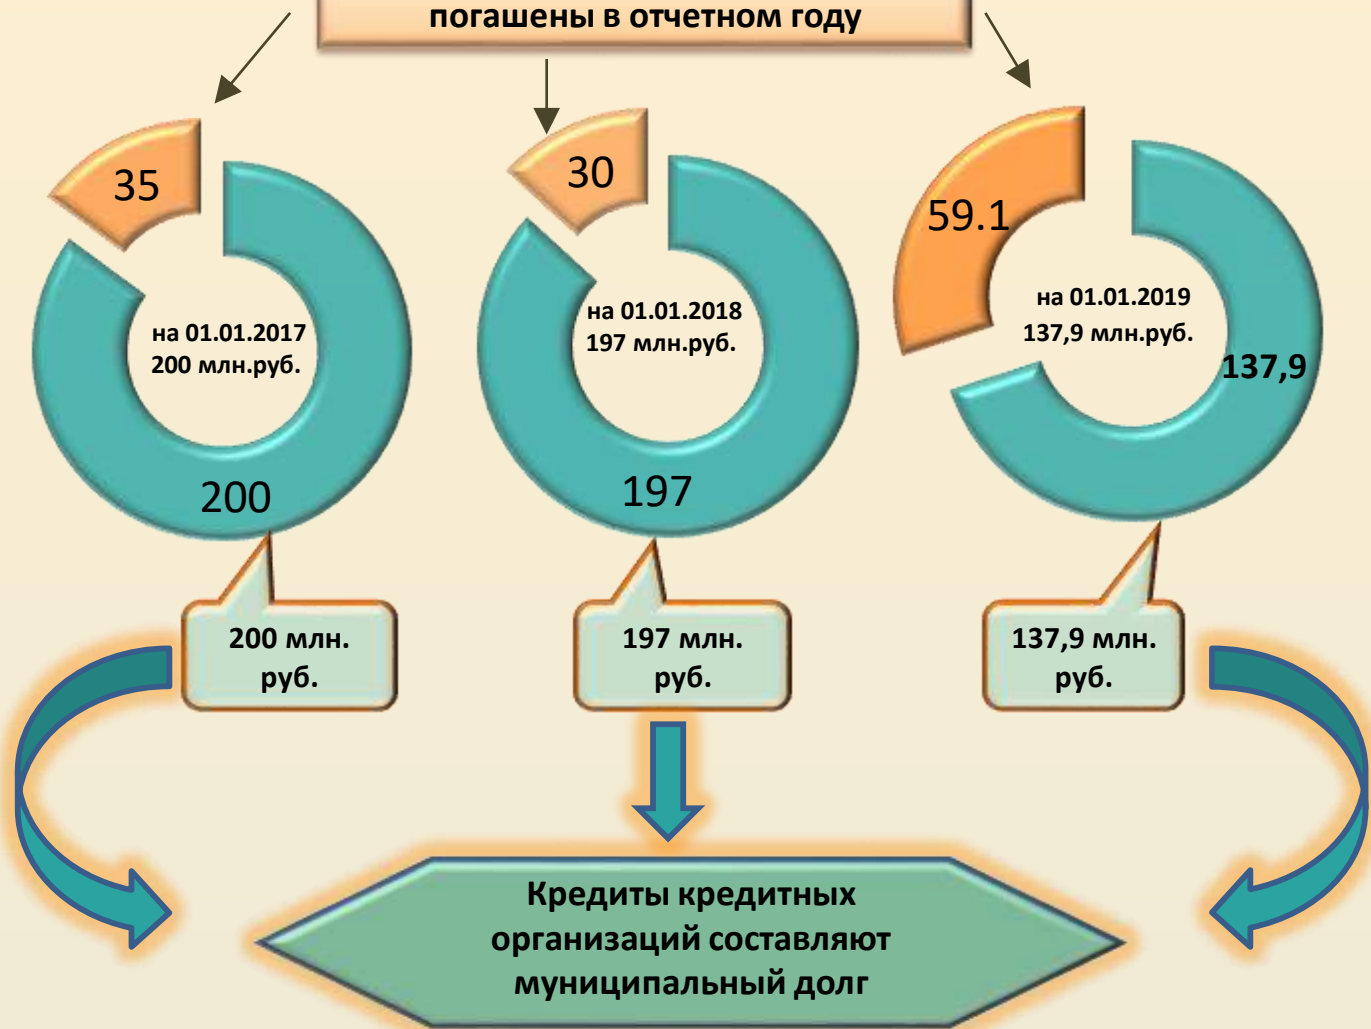 погашены в отчетном году
35
200
на 01.01.2017
200 млн.руб.
30
197
на 01.01.2018
197 млн.руб.
59.1
137,9
на 01.01.2019
137,9 млн.руб.
200 млн.
руб.
197 млн.
руб.
137,9 млн.
руб.
Кредиты кредитных
организаций составляют
муниципальный долг